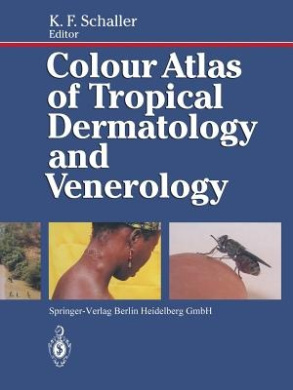 K. F. Schaller
Editor
Colour Atlas
of Tropical
Dermatology
and
Venerology
Springer-Verlag Berlin Heidelberg GmbH